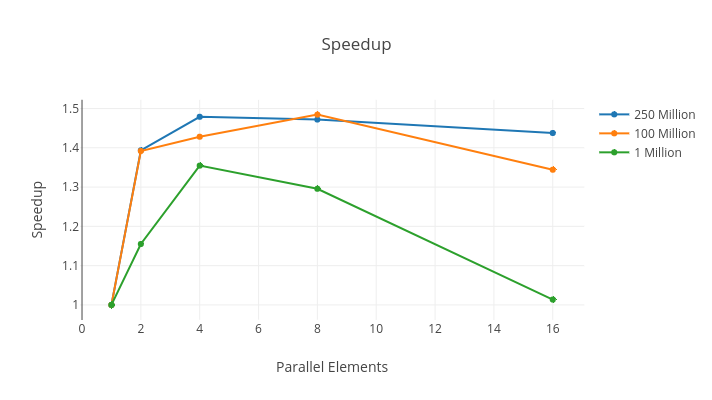 Speedup
250 Million
100 Million
1 Million
Speedup
1.5
1.4
1.3
1.2
1.1
1
0 2 4 6 8 10 12 14 16
Parallel Elements